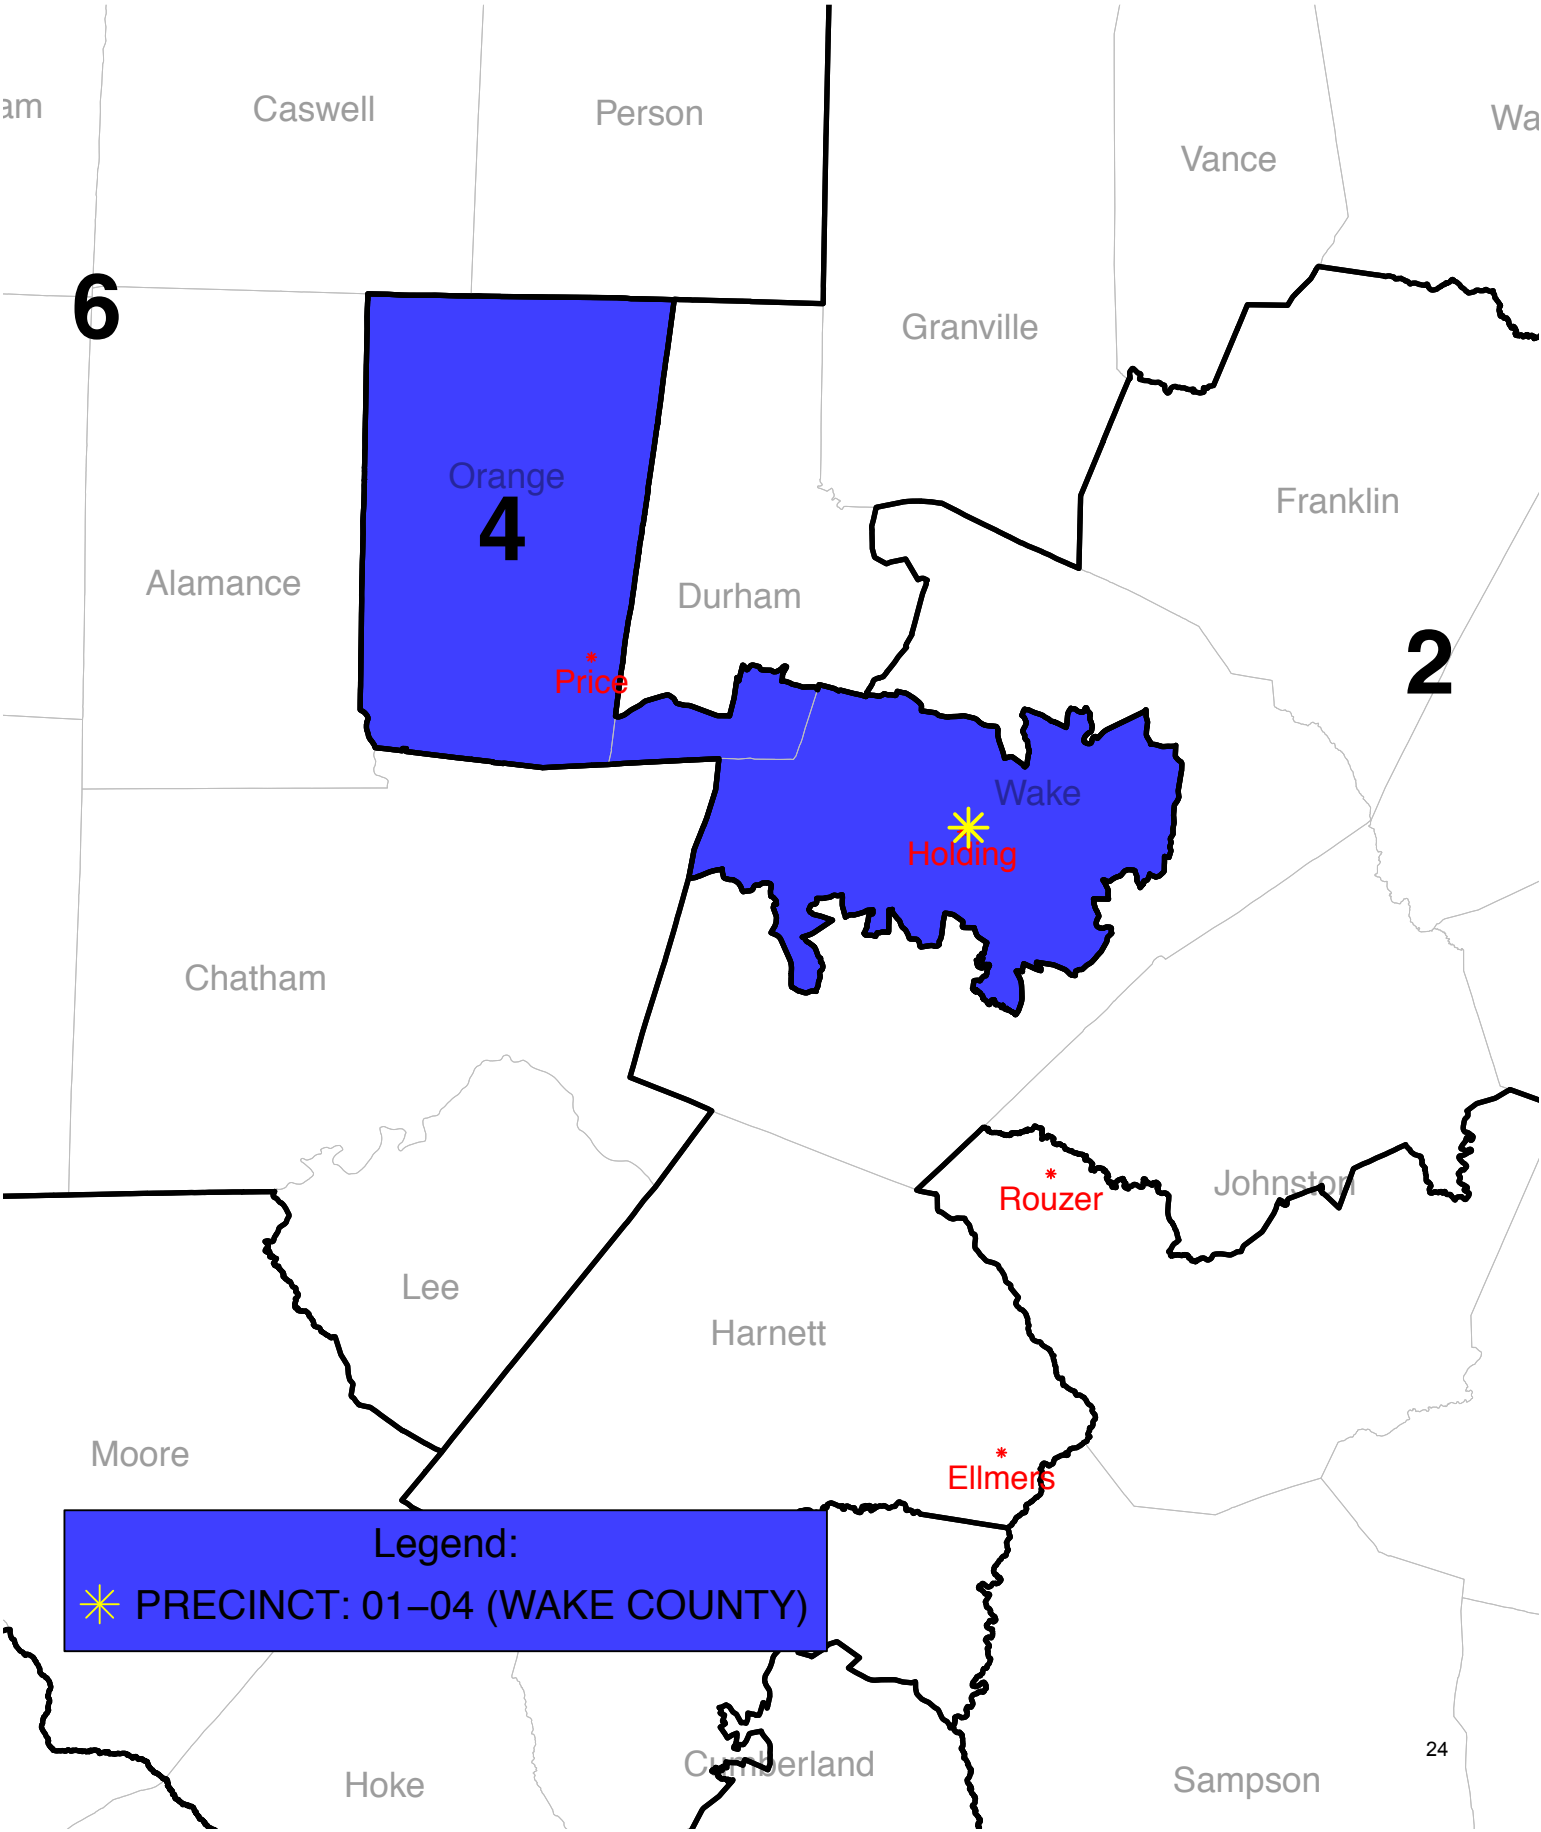 am
Caswell
Person
Wa
Vance
6
Granville
Orange
4
Franklin
Alamance
Durham
2
Price
Wake
Holding
Chatham
Johnston
Rouzer
Lee
Harnett
Moore
Ellmers
Legend:
PRECINCT: 01–04 (WAKE COUNTY)
24
Cumberland
Hoke
Sampson